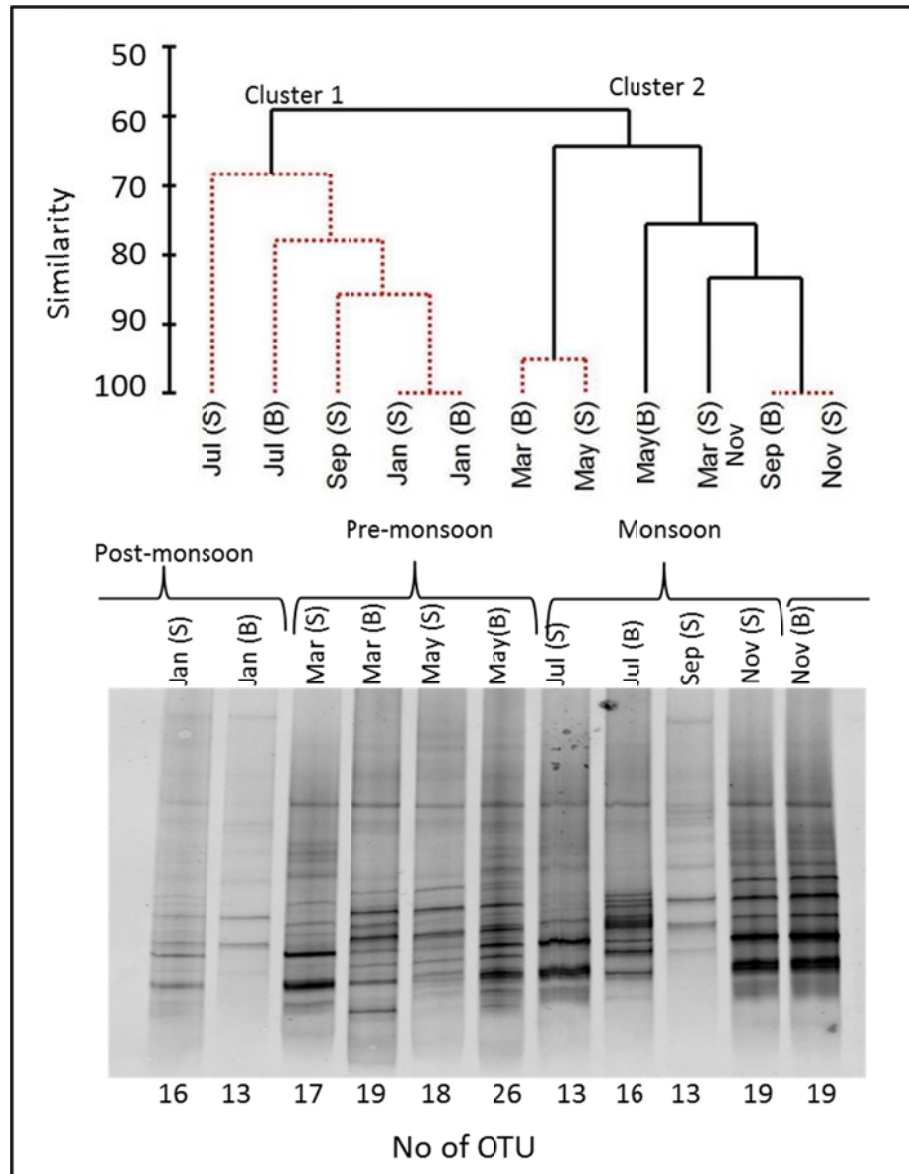 50
Cluster 1
Cluster 2
60
70
80
90
100
Similarity
Jul (S)
Jul (B)
Sep (S)
Jan (S)
Jan (B)
Mar (B)
May (S)
May(B)
Mar (S)
Nov
Sep (B)
Nov (S)
Pre-monsoon
Monsoon
Post-monsoon
Jan (S)
Jan (B)
Mar (S)
Mar (B)
May (S)
May(B)
Jul (S)
Jul (B)
Sep (S)
Nov (S)
Nov (B)
16 13 17 19 18 26 13 16 13 19 19
No of OTU